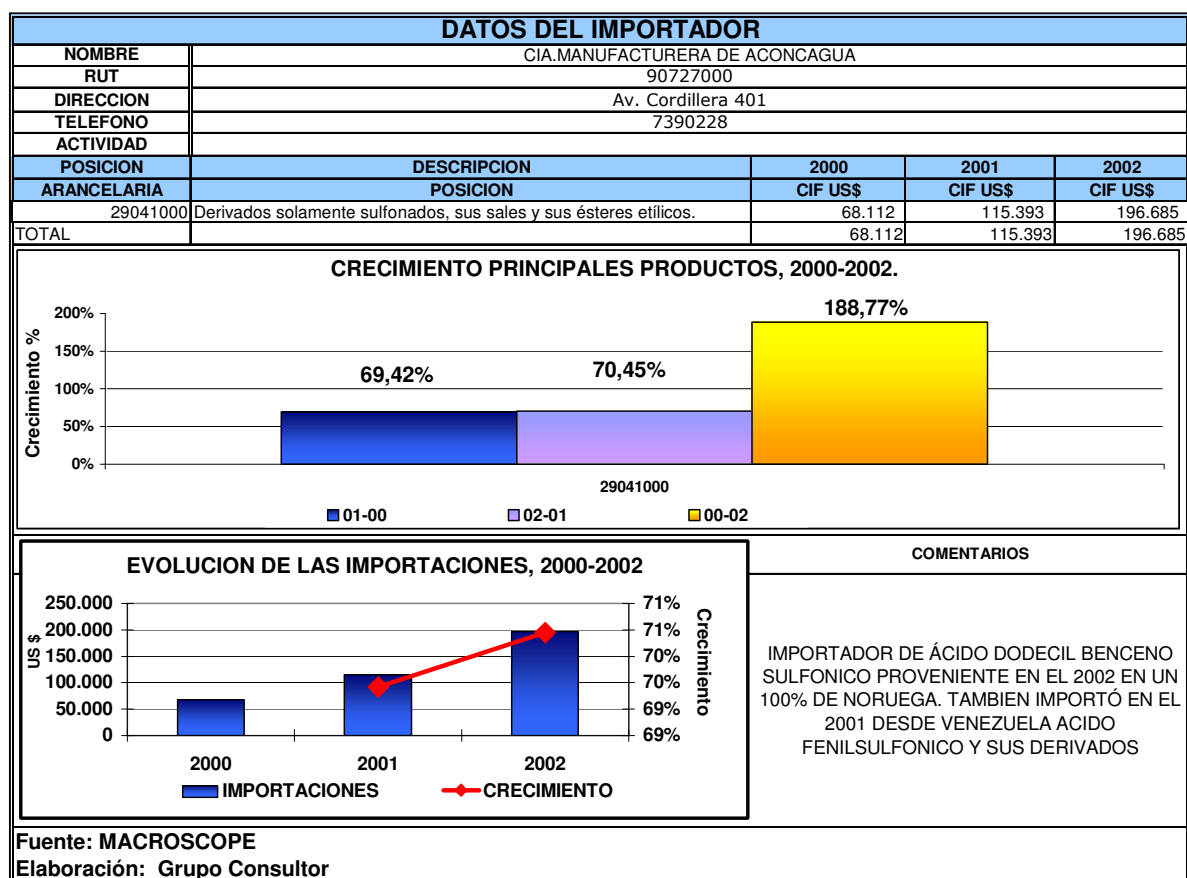 DATOS DEL IMPORTADOR
NOMBRE CIA.MANUFACTURERA DE ACONCAGUA
RUT 90727000
DIRECCION Av. Cordillera 401
TELEFONO 7390228
ACTIVIDAD
POSICION DESCRIPCION 2000 2001 2002
ARANCELARIA POSICION CIF US$ CIF US$ CIF US$
29041000 Derivados solamente sulfonados, sus sales y sus ésteres etílicos. 68.112 115.393 196.685
TOTAL 68.112 115.393 196.685
CRECIMIENTO PRINCIPALES PRODUCTOS, 2000-2002.
Crecimiento %
200%
150%
100%
50%
0%
69,42%
70,45%
188,77%
29041000
01-00 02-01 00-02
EVOLUCION DE LAS IMPORTACIONES, 2000-2002
US $
250.000
200.000
150.000
100.000
50.000
0
71%
71%
70%
70%
69%
69%
Crecimiento
2000 2001 2002
IMPORTACIONES CRECIMIENTO
COMENTARIOS
IMPORTADOR DE ÁCIDO DODECIL BENCENO
SULFONICO PROVENIENTE EN EL 2002 EN UN
100% DE NORUEGA. TAMBIEN IMPORTÓ EN EL
2001 DESDE VENEZUELA ACIDO
FENILSULFONICO Y SUS DERIVADOS
Fuente: MACROSCOPE
Elaboración: Grupo Consultor